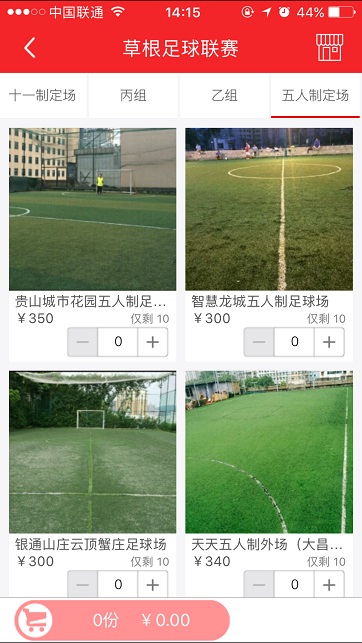 中国联通 14:15 44%
草根足球联赛
十一制定场 丙组 乙组 五人制定场
贵山城市花园五人制足... 智慧龙城五人制足球场
￥350 仅剩 10 ￥300 仅剩 10
0 0
银通山庄云顶蟹庄足球场 天天五人制外场（大昌...
￥300 仅剩 10 ￥340 仅剩 10
0 0
0份 ￥0.00